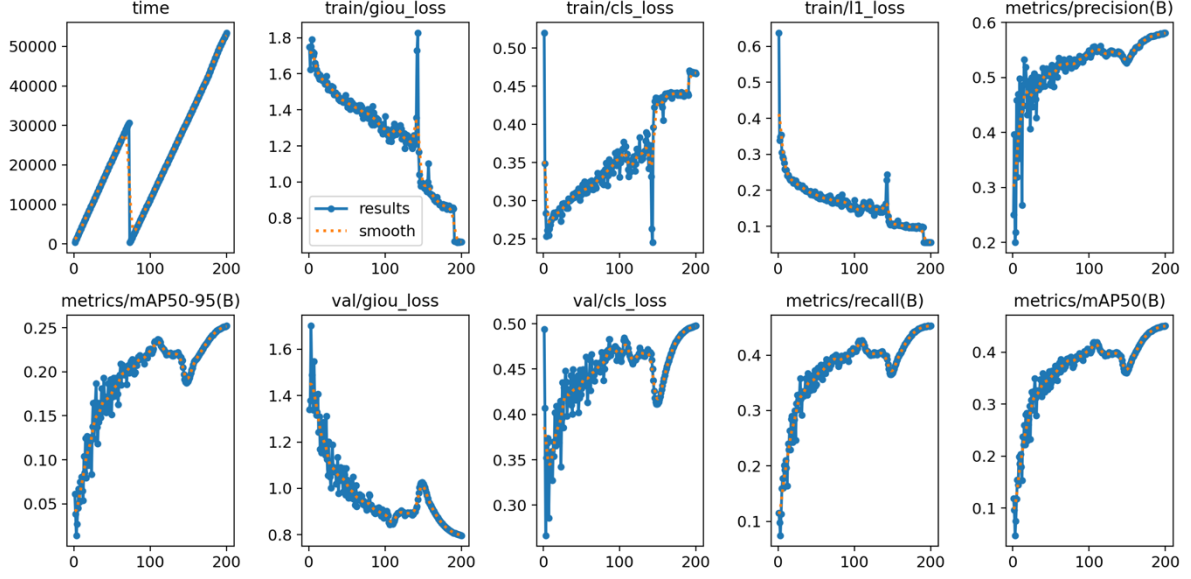 time
train/giou_loss
train/cls_loss
train/l1_loss
metrics/precision(B)
50000
40000
30000
20000
10000
0
0 100 200
1.8
1.6
1.4
1.2
1.0
0.8
results
smooth
0 100 200
0.50
0.45
0.40
0.35
0.30
0.25
0 100 200
0.6
0.5
0.4
0.3
0.2
0.1
0 100 200
0.6
0.5
0.4
0.3
0.2
0 100 200
metrics/mAP50-95(B)
val/giou_loss
val/cls_loss
metrics/recall(B)
metrics/mAP50(B)
0.25
0.20
0.15
0.10
0.05
0 100 200
1.6
1.4
1.2
1.0
0.8
0 100 200
0.50
0.45
0.40
0.35
0.30
0 100 200
0.4
0.3
0.2
0.1
0 100 200
0.4
0.3
0.2
0.1
0 100 200